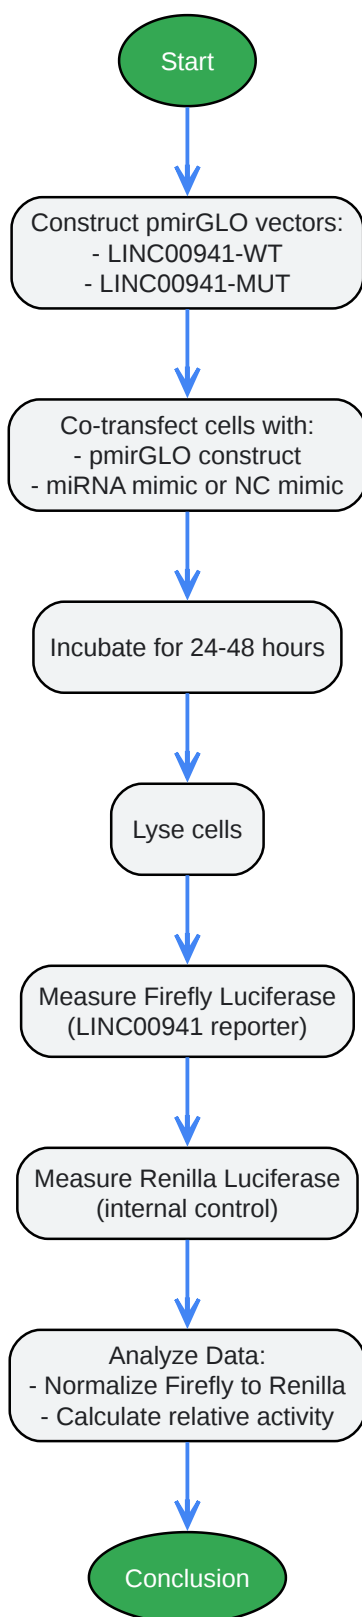 Start
Construct pmirGLO vectors:
- LINC00941-WT
- LINC00941-MUT
Co-transfect cells with:
- pmirGLO construct
- miRNA mimic or NC mimic
Incubate for 24-48 hours
Lyse cells
Measure Firefly Luciferase
(LINC00941 reporter)
Measure Renilla Luciferase
(internal control)
Analyze Data:
- Normalize Firefly to Renilla
- Calculate relative activity
Conclusion